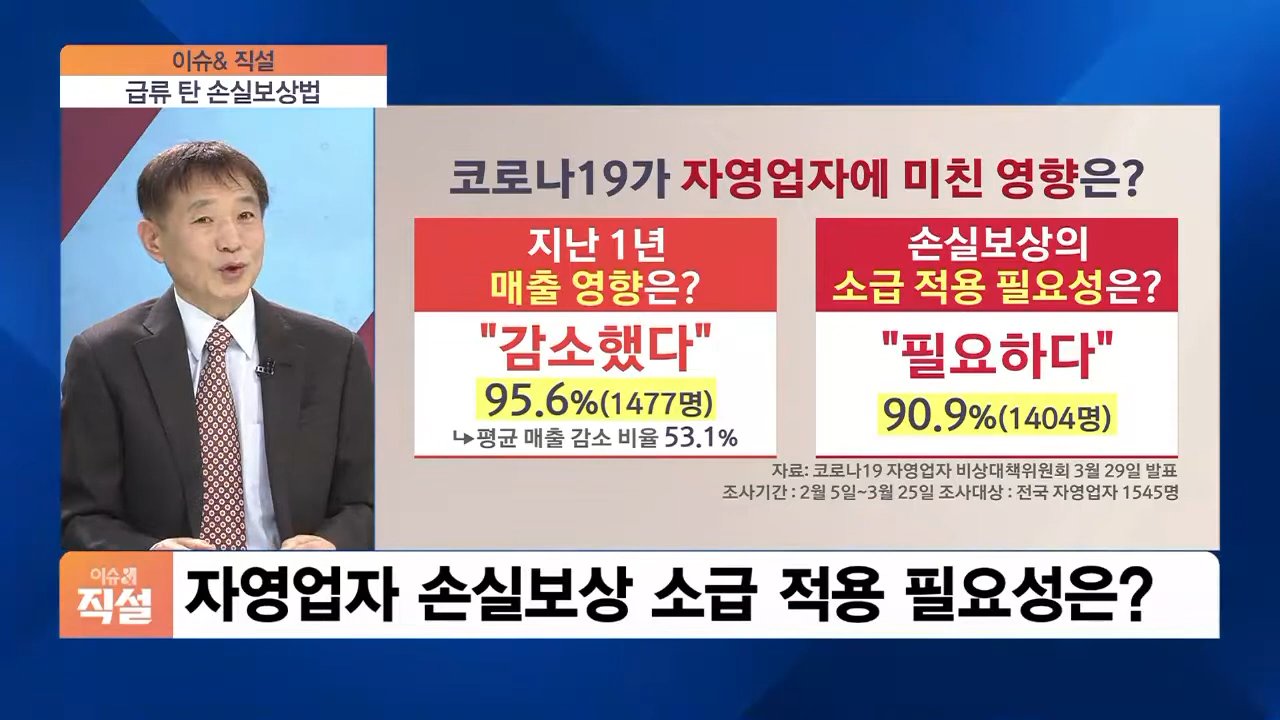 이슈& 직설
급류 탄 손실보상법
코로나19가 자영업자에 미친 영향은?
지난 1년
매출 영향은?
"감소했다"
95.6%(1477명)
↳평균 매출 감소 비율 53.1%
손실보상의
소급 적용 필요성은?
"필요하다"
90.9%(1404명)
자료: 코로나19 자영업자 비상대책위원회 3월 29일 발표
조사기간 : 2월 5일~3월 25일 조사대상 : 전국 자영업자 1545명
이슈&
직설
자영업자 손실보상 소급 적용 필요성은?